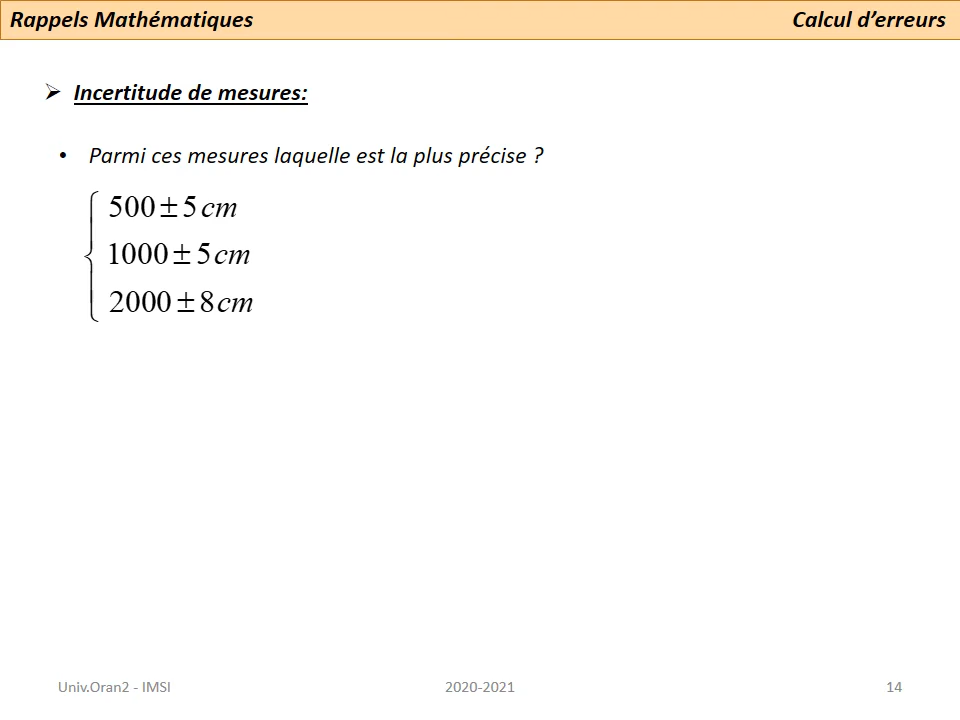 Rappels Mathématiques Calcul d’erreurs
Incertitude de mesures:
• Parmi ces mesures laquelle est la plus précise ?
500 ± 5 cm
1000 ± 5 cm
2000 ± 8 cm
Univ.Oran2 - IMSI 2020-2021 14